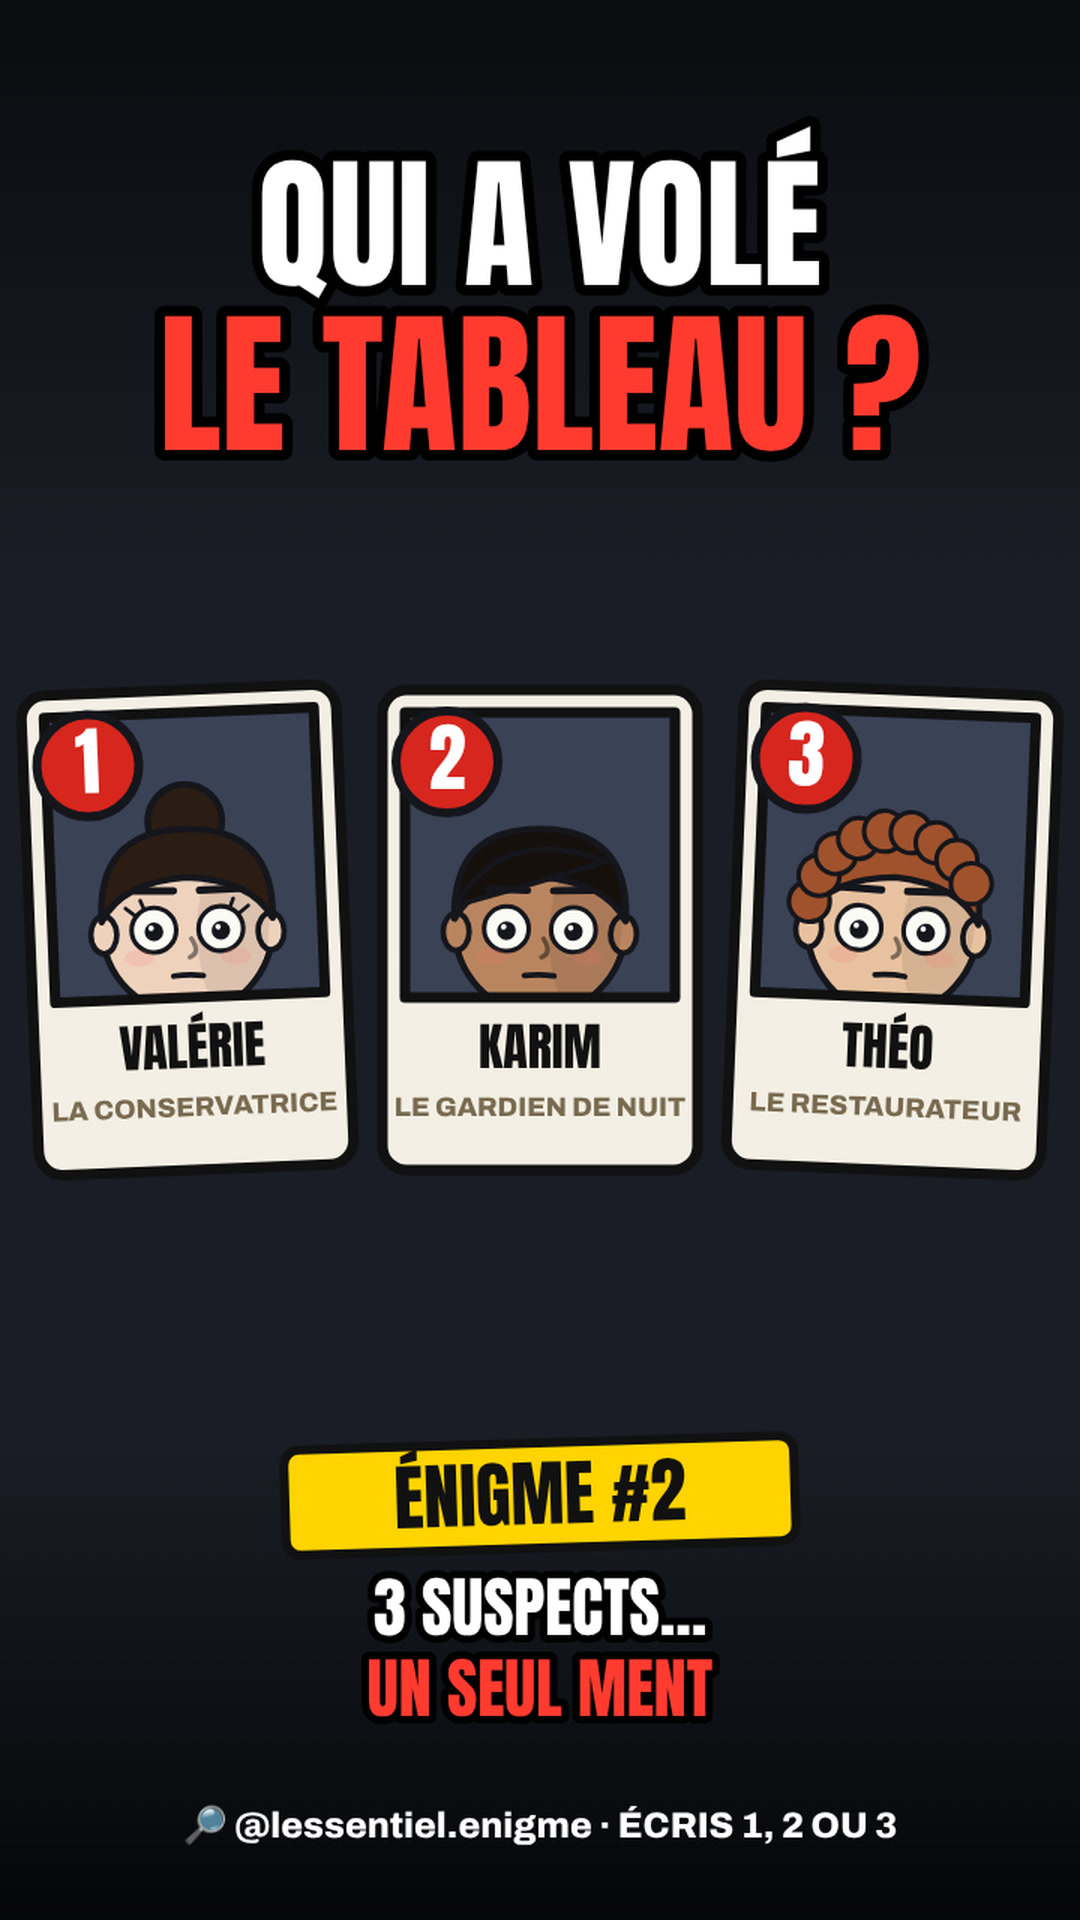 QUI A VOLÉ
LE TABLEAU ?
1
VALÉRIE
LA CONSERVATRICE
2
KARIM
LE GARDIEN DE NUIT
3
THÉO
LE RESTAURATEUR
ÉNIGME #2
3 SUSPECTS...
UN SEUL MENT
🔎 @lessentiel.enigme · ÉCRIS 1, 2 OU 3